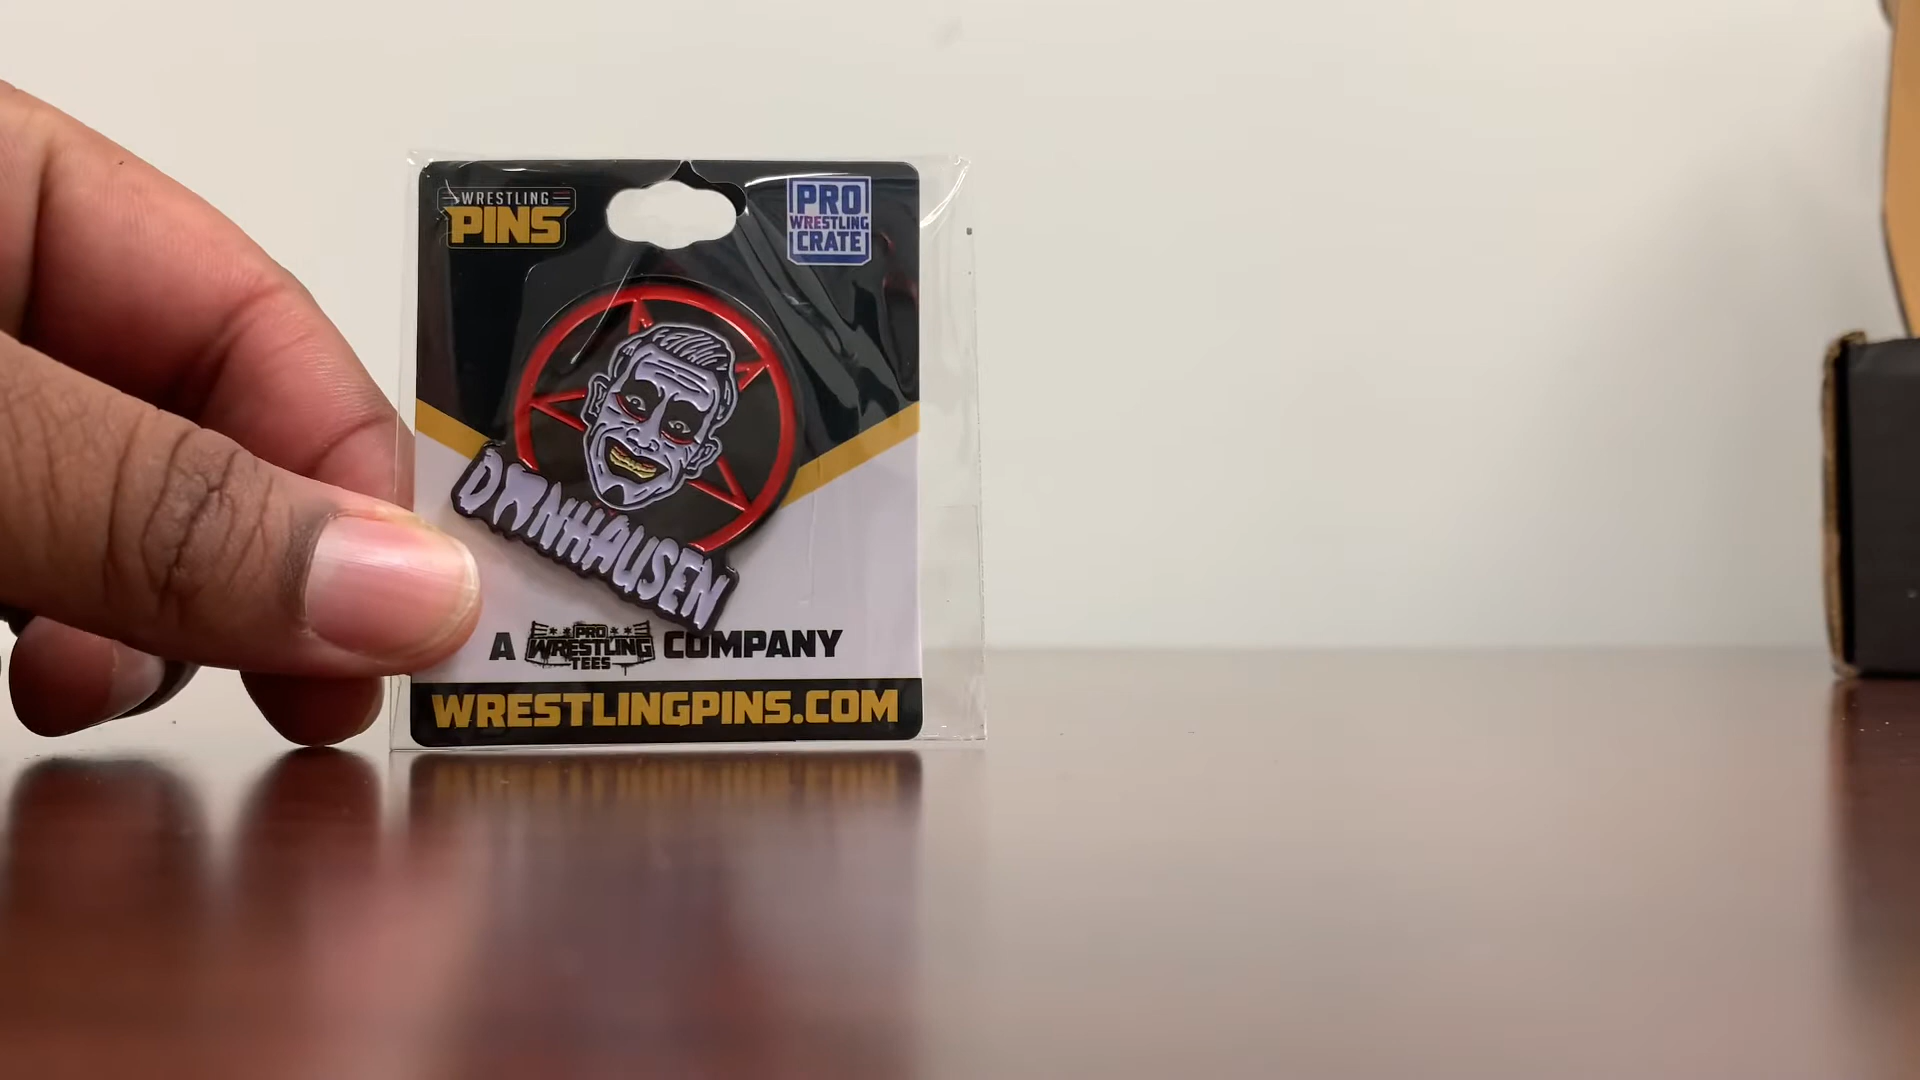 WRESTLING
PINS
PRO
WRESTLING
CRATE
DANHAUSEN
A PRO WRESTLING TEES COMPANY
WRESTLINGPINS.COM